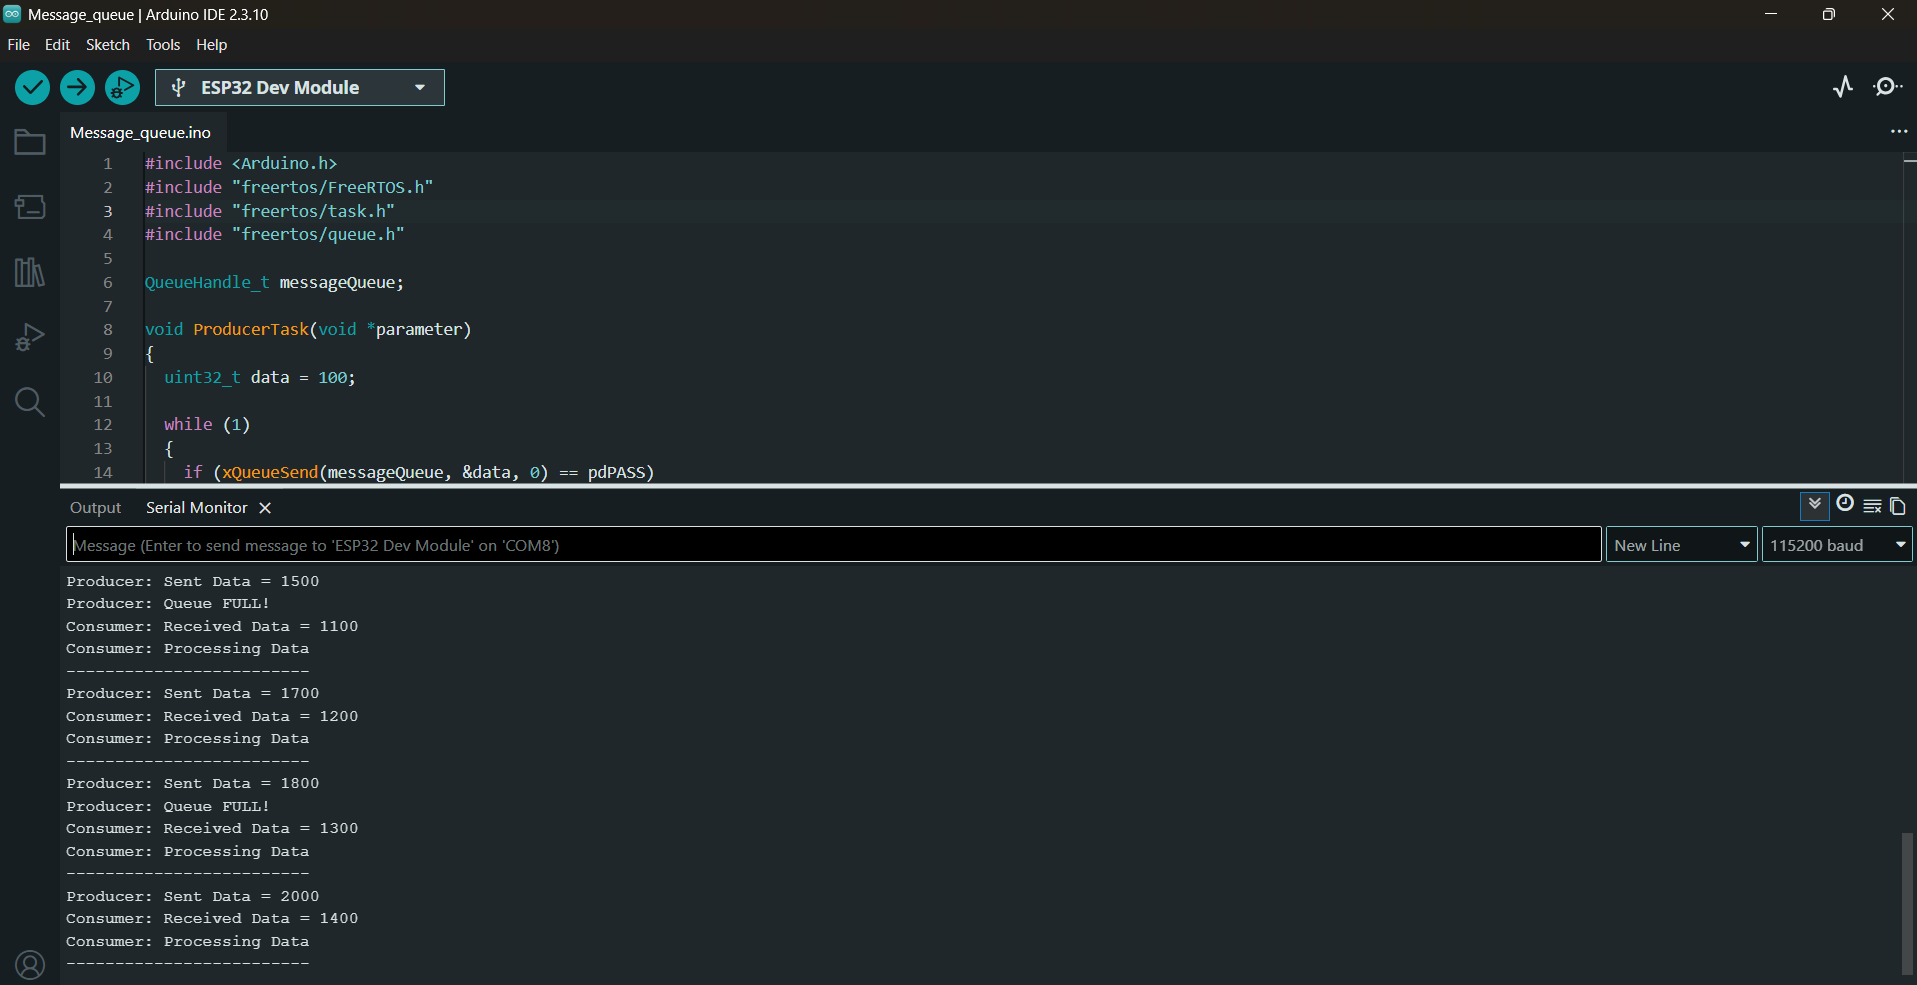 Message_queue | Arduino IDE 2.3.10
File Edit Sketch Tools Help
ESP32 Dev Module
Message_queue.ino
1 #include <Arduino.h>
2 #include "freertos/FreeRTOS.h"
3 #include "freertos/task.h"
4 #include "freertos/queue.h"
5
6 QueueHandle_t messageQueue;
7
8 void ProducerTask(void *parameter)
9 {
10 uint32_t data = 100;
11
12 while (1)
13 {
14 if (xQueueSend(messageQueue, &data, 0) == pdPASS)
Output Serial Monitor
Message (Enter to send message to 'ESP32 Dev Module' on 'COM8') New Line 115200 baud
Producer: Sent Data = 1500
Producer: Queue FULL!
Consumer: Received Data = 1100
Consumer: Processing Data
-------------------------
Producer: Sent Data = 1700
Consumer: Received Data = 1200
Consumer: Processing Data
-------------------------
Producer: Sent Data = 1800
Producer: Queue FULL!
Consumer: Received Data = 1300
Consumer: Processing Data
-------------------------
Producer: Sent Data = 2000
Consumer: Received Data = 1400
Consumer: Processing Data
-------------------------